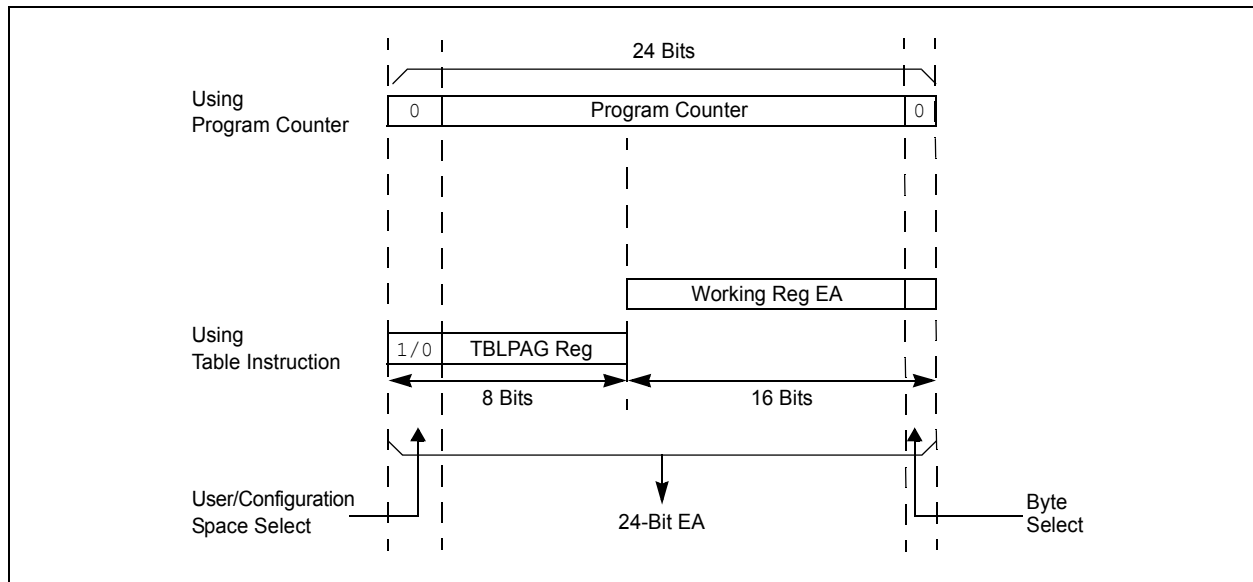 24 Bits
Using
Program Counter
0
Program Counter
0
Working Reg EA
Using
Table Instruction
1/0
TBLPAG Reg
8 Bits
16 Bits
User/Configuration
Space Select
24-Bit EA
Byte
Select